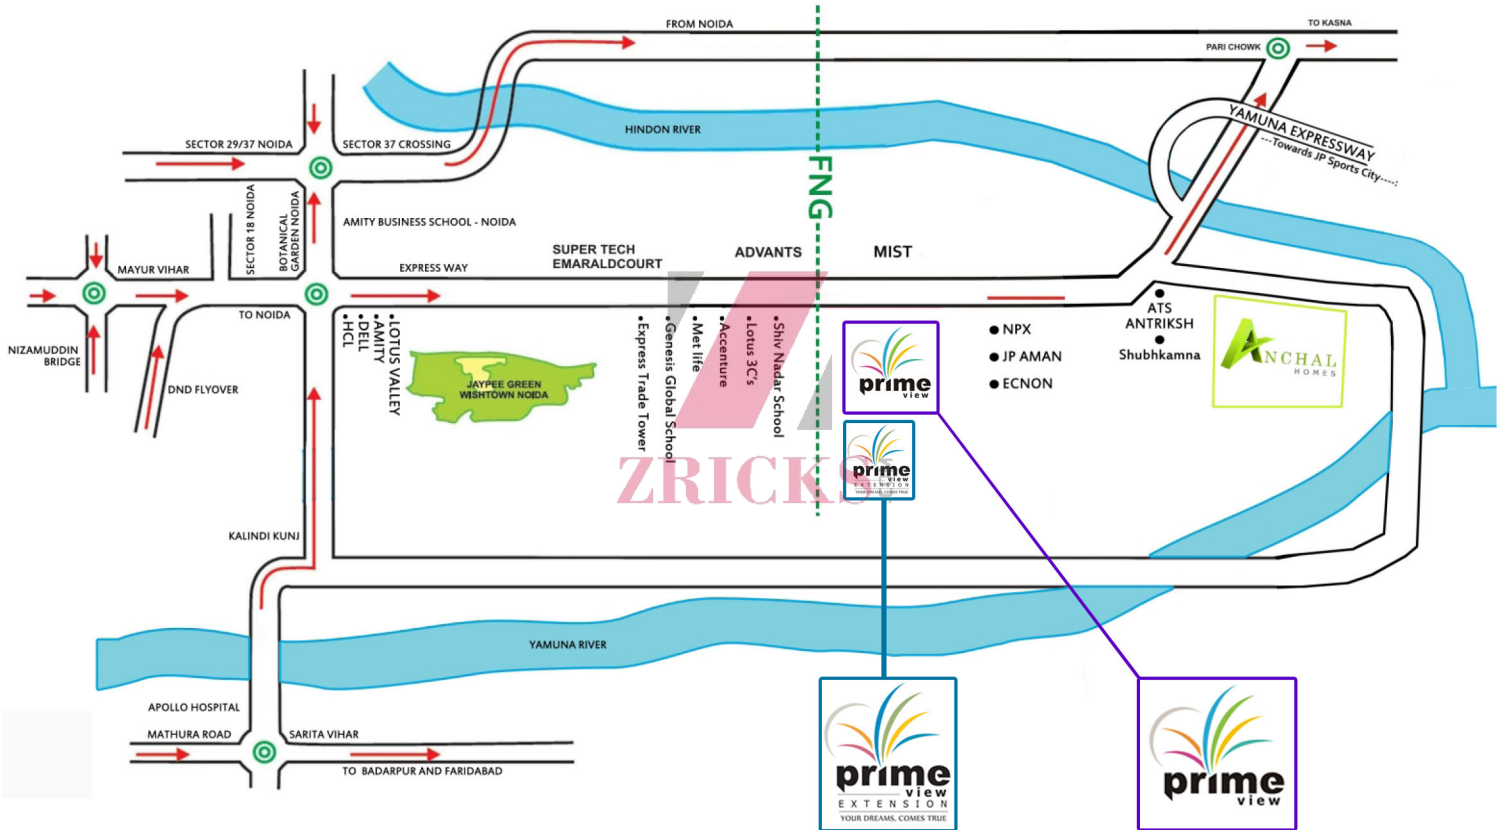 FROM NOIDA
TO KASNA
PARI CHOWK
HINDON RIVER
YAMUNA EXPRESSWAY
---Towards JP Sports City----:
SECTOR 29/37 NOIDA
SECTOR 37 CROSSING
FNG
SECTOR 18 NOIDA
BOTANICAL
GARDEN NOIDA
AMITY BUSINESS SCHOOL - NOIDA
MAYUR VIHAR
EXPRESS WAY
SUPER TECH
EMARALDCOURT
ADVANTS
MIST
TO NOIDA
NIZAMUDDIN
BRIDGE
DND FLYOVER
•HCL
•DELL
•AMITY
•LOTUS VALLEY
JAYPEE GREEN
WISHTOWN NOIDA
•Express Trade Tower
•Genesis Global School
•Met life
•Accenture
•Lotus 3C's
•Shiv Nadar School
prime
view
prime
view
EXTENSION
YOUR DREAMS, COMES TRUE
● NPX
● JP AMAN
● ECNON
ATS
ANTRIKSH
Shubhkamna
ANCHAL
HOMES
ZRICKS
KALINDI KUNJ
YAMUNA RIVER
APOLLO HOSPITAL
MATHURA ROAD
SARITA VIHAR
TO BADARPUR AND FARIDABAD
prime
view
EXTENSION
YOUR DREAMS, COMES TRUE
prime
view